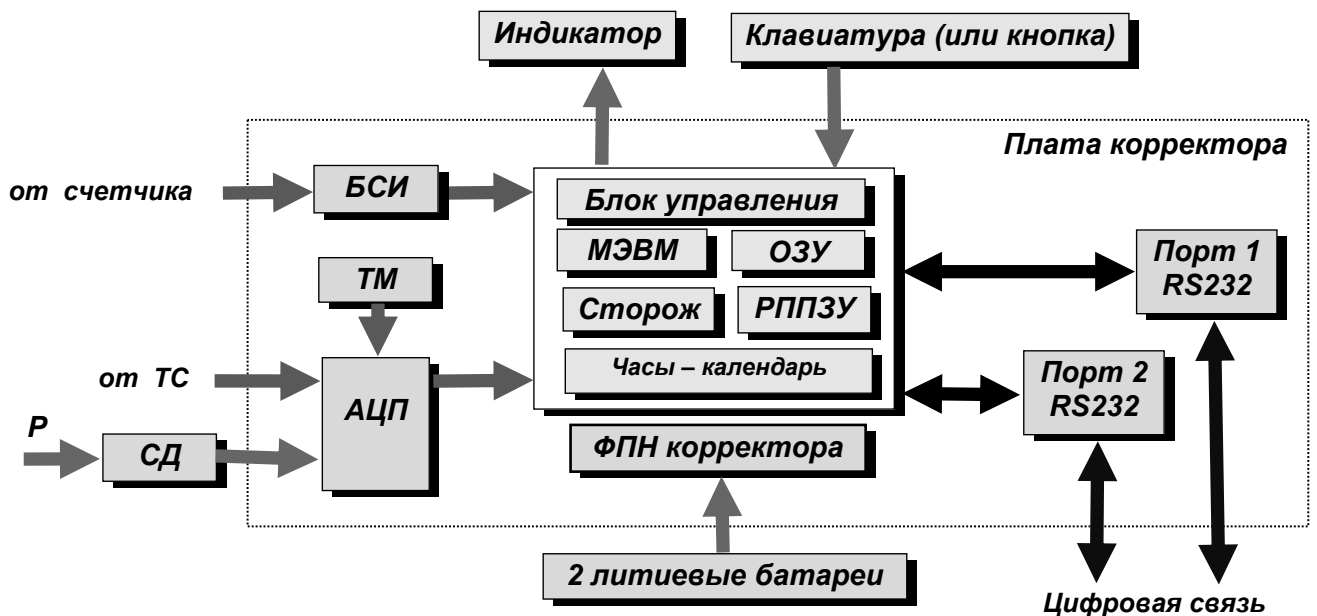 Индикатор
Клавиатура (или кнопка)
Плата корректора
от счетчика
БСИ
Блок управления
МЭВМ
ОЗУ
Порт 1
RS232
ТМ
Сторож
РППЗУ
от ТС
АЦП
Часы – календарь
Порт 2
RS232
Р
СД
ФПН корректора
2 литиевые батареи
Цифровая связь